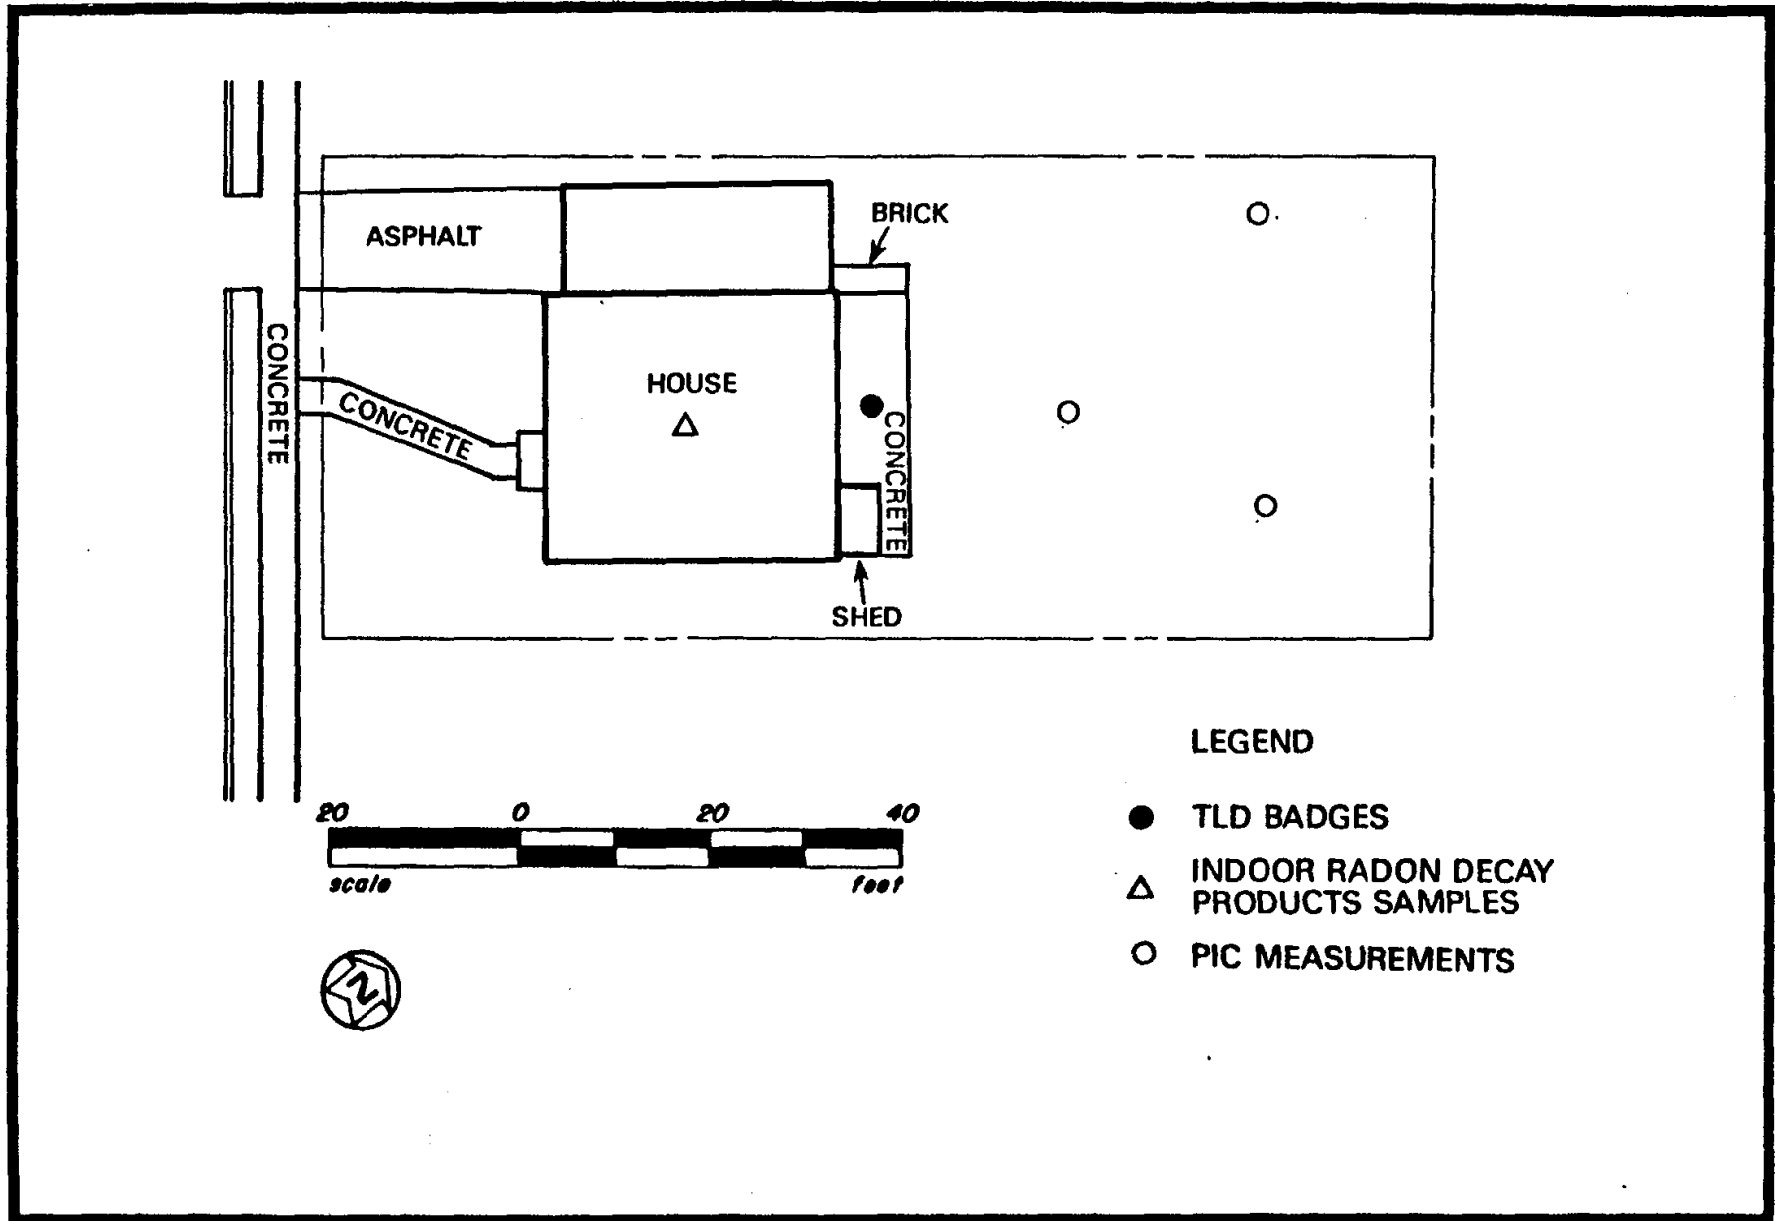 BRICK
ASPHALT
CONCRETE
HOUSE
CONCRETE
CONCRETE
SHED
LEGEND
20 0 20 40
TLD BADGES
scale feet
INDOOR RADON DECAY
PRODUCTS SAMPLES
PIC MEASUREMENTS
N